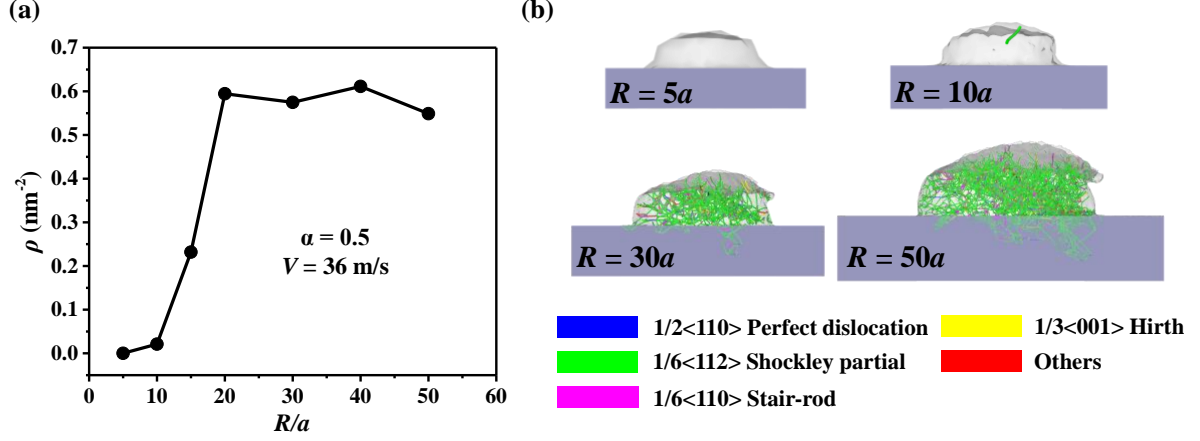 (a)
0.7
0.6
0.5
0.4
0.3
0.2
0.1
0.0
ρ (nm⁻²)
α = 0.5
V = 36 m/s
0 10 20 30 40 50 60
R/a
(b)
R = 5a
R = 10a
R = 30a
R = 50a
1/2<110> Perfect dislocation
1/3<001> Hirth
1/6<112> Shockley partial
Others
1/6<110> Stair-rod